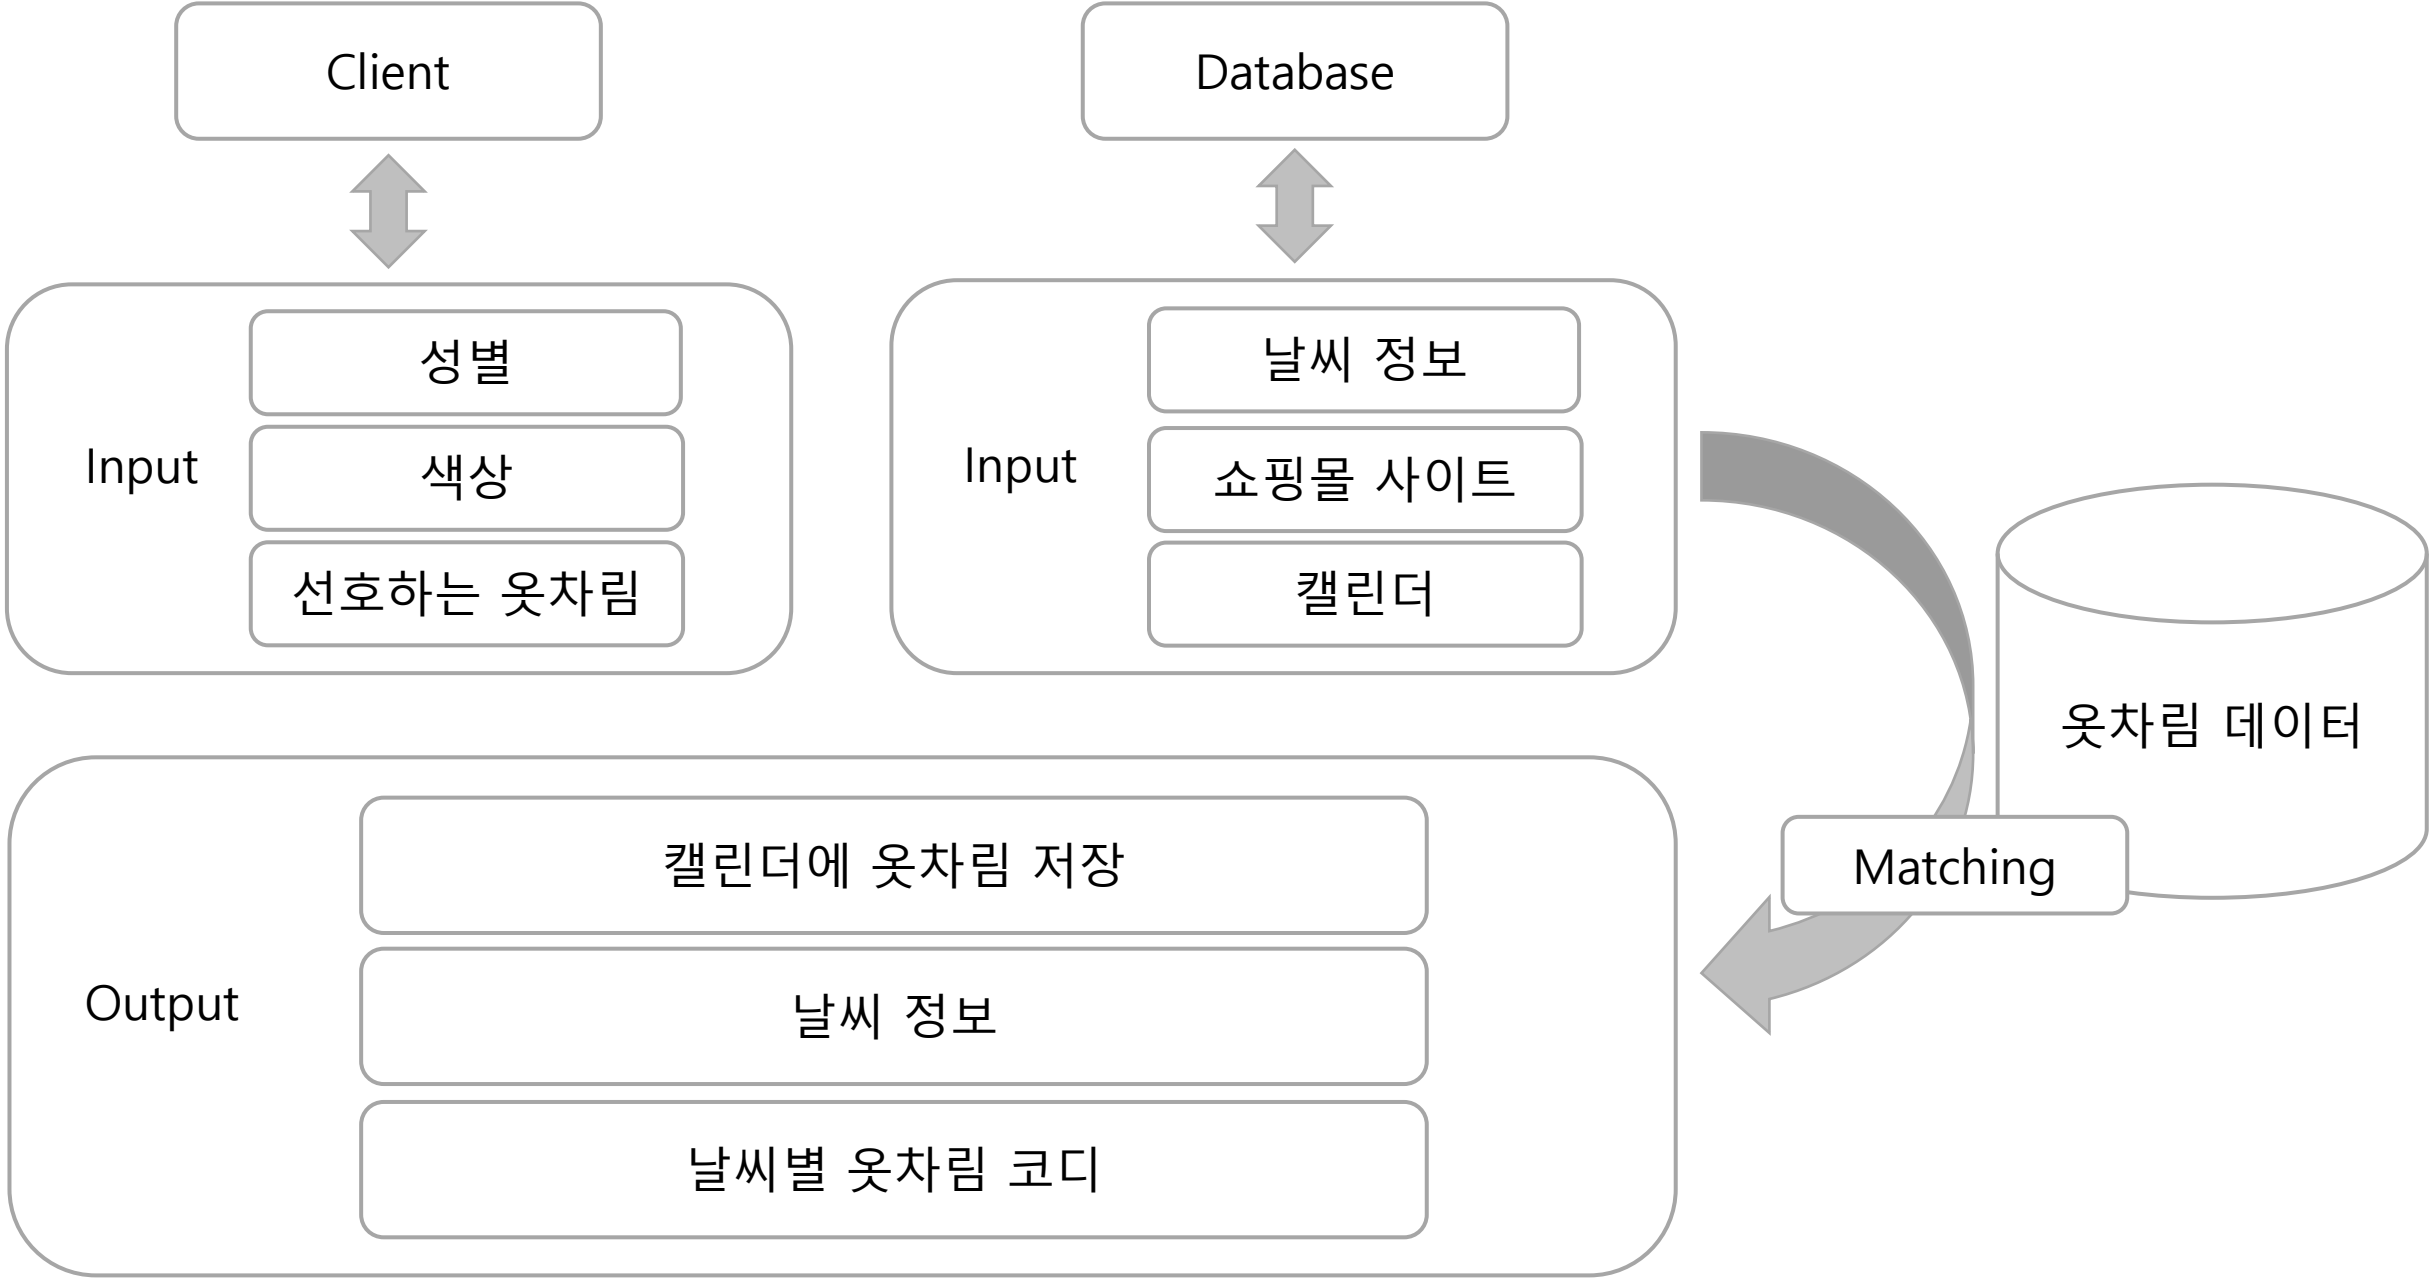 Client
Database
Input
성별
색상
선호하는 옷차림
Input
날씨 정보
쇼핑몰 사이트
캘린더
옷차림 데이터
Matching
Output
캘린더에 옷차림 저장
날씨 정보
날씨별 옷차림 코디